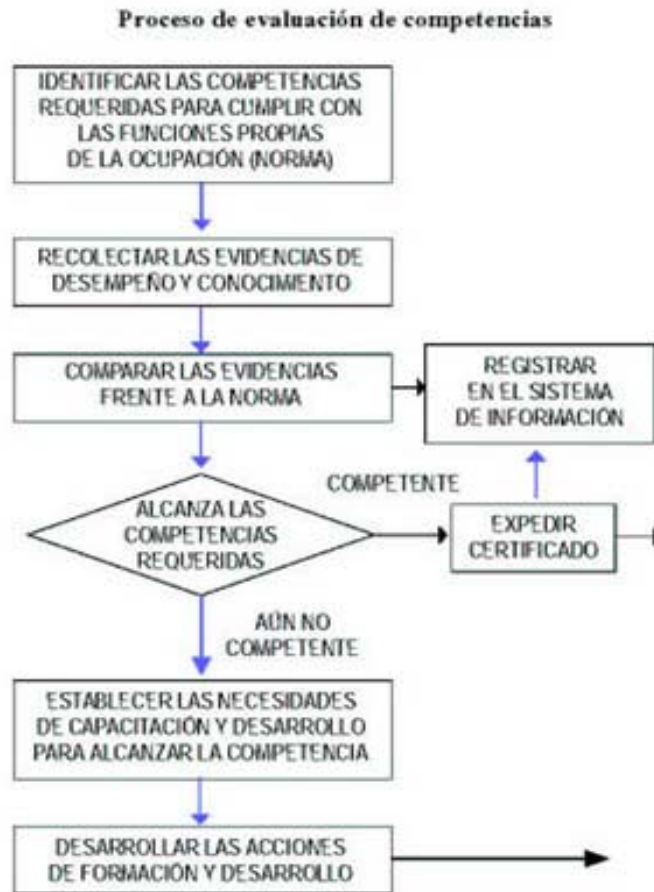 Proceso de evaluación de competencias
IDENTIFICAR LAS COMPETENCIAS
REQUERIDAS PARA CUMPLIR CON
LAS FUNCIONES PROPIAS
DE LA OCUPACIÓN (NORMA)
RECOLECTAR LAS EVIDENCIAS DE
DESEMPEÑO Y CONOCIMIENTO
COMPARAR LAS EVIDENCIAS
FRENTE A LA NORMA
REGISTRAR
EN EL SISTEMA
DE INFORMACIÓN
ALCANZA LAS
COMPETENCIAS
REQUERIDAS
COMPETENTE
EXPEDIR
CERTIFICADO
AÚN NO
COMPETENTE
ESTABLECER LAS NECESIDADES
DE CAPACITACIÓN Y DESARROLLO
PARA ALCANZAR LA COMPETENCIA
DESARROLLAR LAS ACCIONES
DE FORMACIÓN Y DESARROLLO